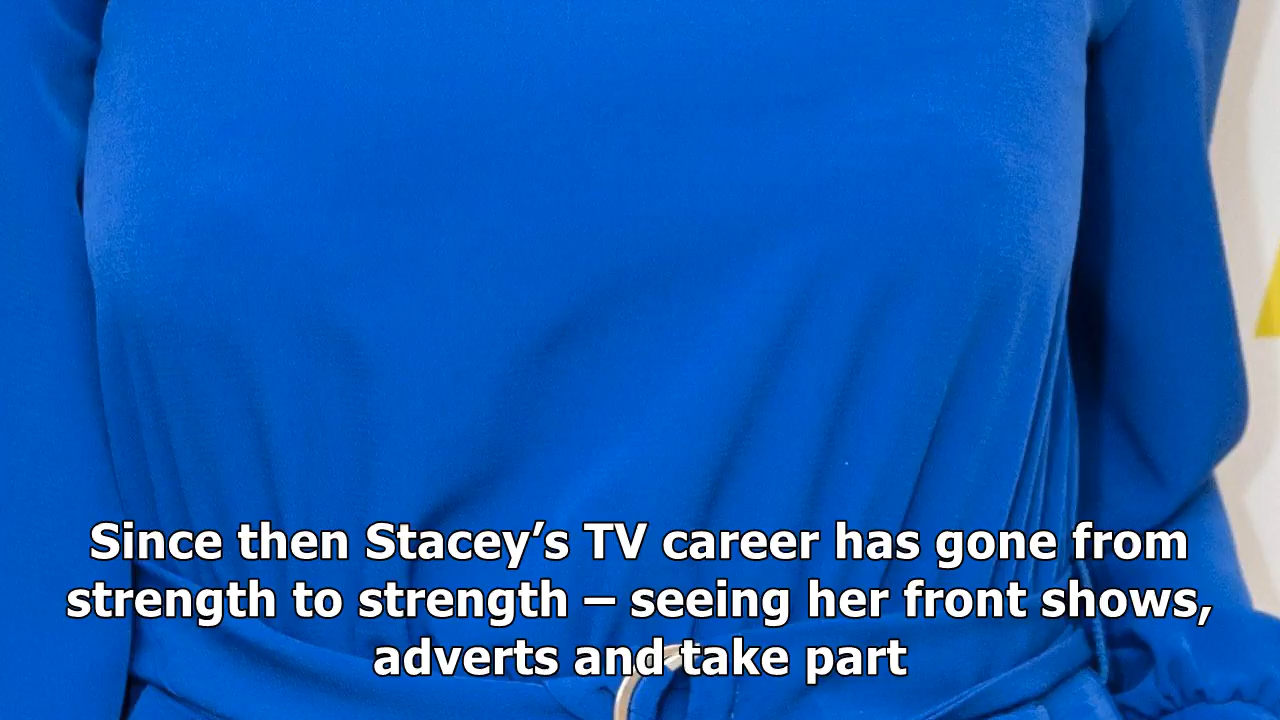 Since then Stacey’s TV career has gone from
strength to strength – seeing her front shows,
adverts and take part